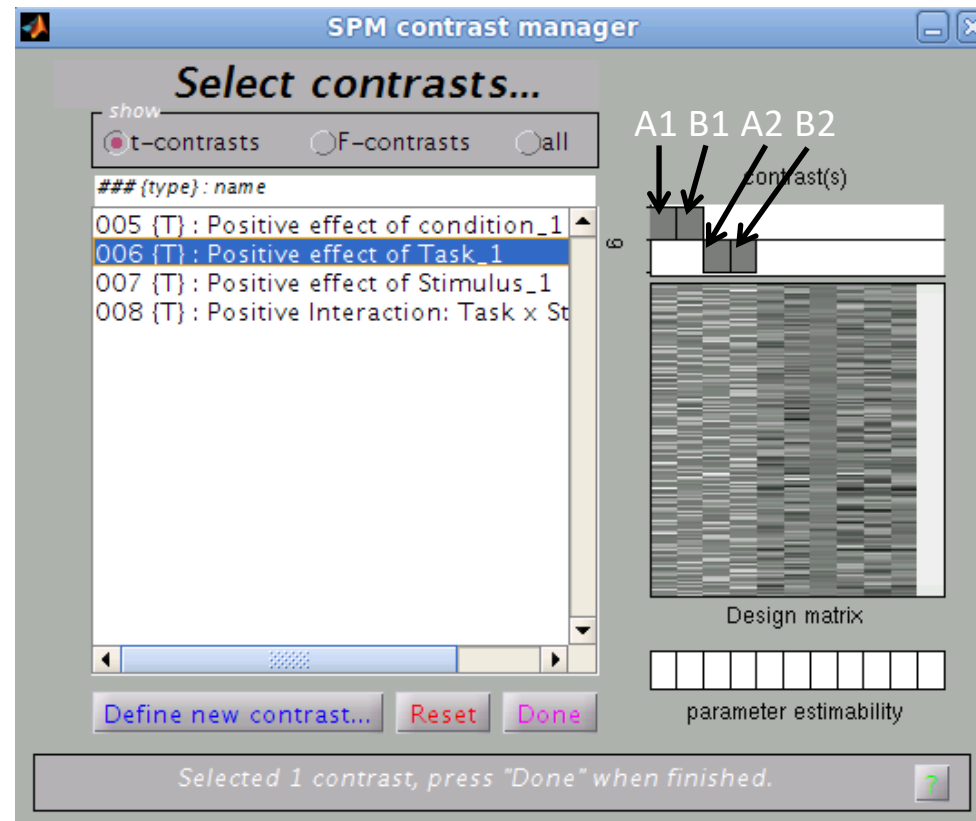 SPM contrast manager
Select contrasts...
show
t-contrasts F-contrasts all
A1 B1 A2 B2
contrast(s)
### {type} : name
005 {T} : Positive effect of condition_1
006 {T} : Positive effect of Task_1
007 {T} : Positive effect of Stimulus_1
008 {T} : Positive Interaction: Task x St
6
Design matrix
Define new contrast... Reset Done
parameter estimability
Selected 1 contrast, press "Done" when finished.
?